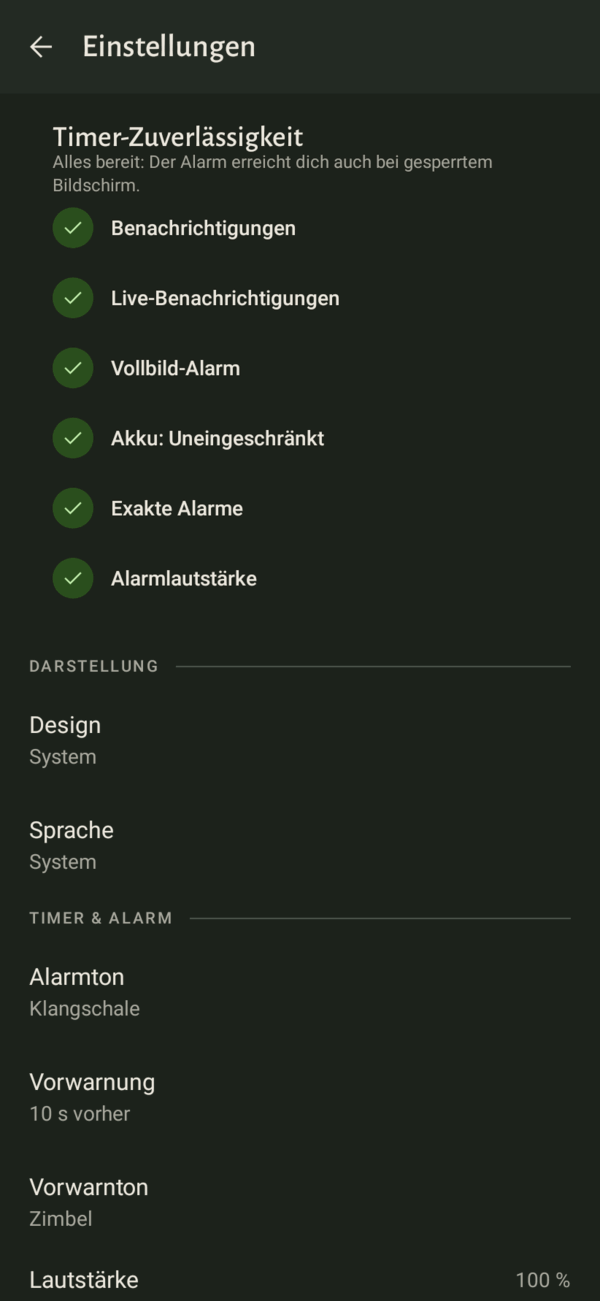 Einstellungen
Timer-Zuverlässigkeit
Alles bereit: Der Alarm erreicht dich auch bei gesperrtem
Bildschirm.
Benachrichtigungen
Live-Benachrichtigungen
Vollbild-Alarm
Akku: Uneingeschränkt
Exakte Alarme
Alarmlautstärke
DARSTELLUNG
Design
System
Sprache
System
TIMER & ALARM
Alarmton
Klangschale
Vorwarnung
10 s vorher
Vorwarnton
Zimbel
Lautstärke 100 %